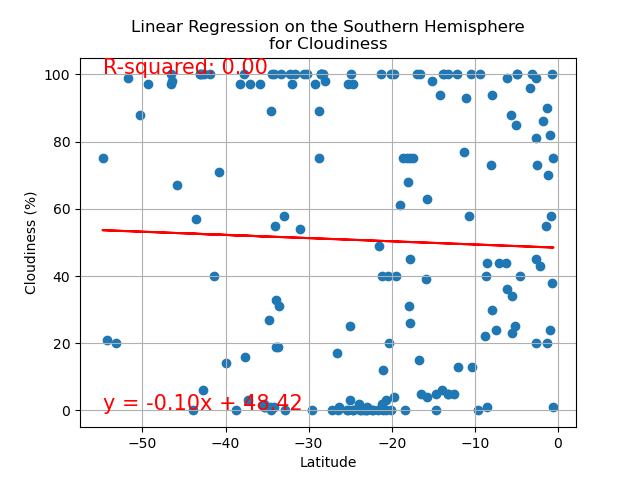 Linear Regression on the Southern Hemisphere
for Cloudiness
R-squared: 0.00
100
80
60
40
20
0
Cloudiness (%)
y = -0.10x + 48.42
−50 −40 −30 −20 −10 0
Latitude